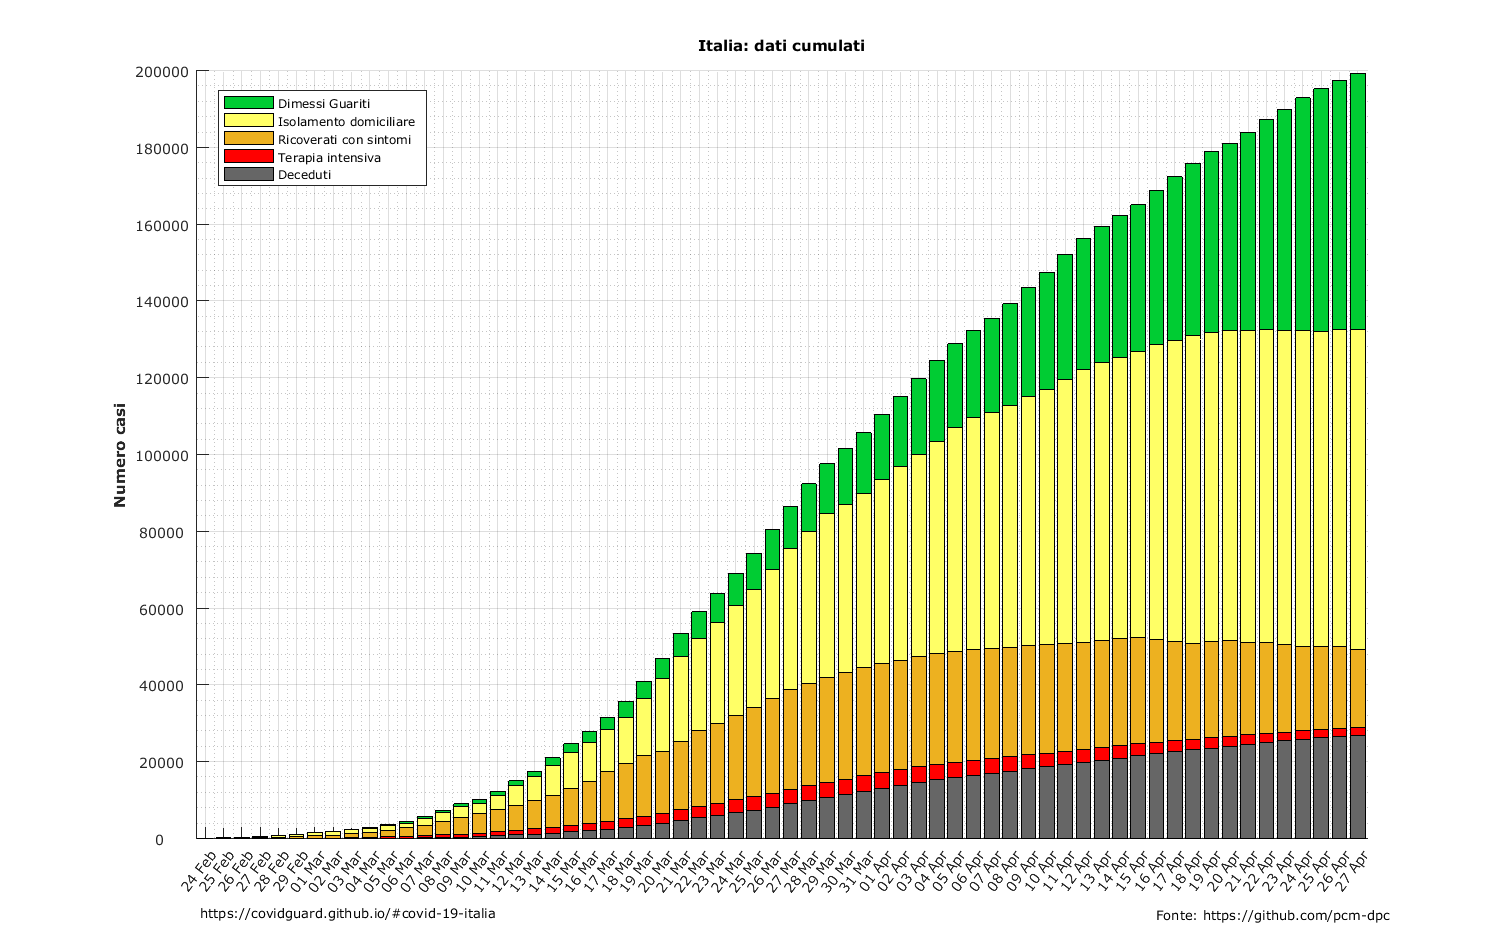 Italia: dati cumulati
200000
180000
160000
140000
120000
100000
80000
60000
40000
20000
0
Numero casi
Dimessi Guariti
Isolamento domiciliare
Ricoverati con sintomi
Terapia intensiva
Deceduti
24 Feb
25 Feb
26 Feb
27 Feb
28 Feb
29 Feb
01 Mar
02 Mar
03 Mar
04 Mar
05 Mar
06 Mar
07 Mar
08 Mar
09 Mar
10 Mar
11 Mar
12 Mar
13 Mar
14 Mar
15 Mar
16 Mar
17 Mar
18 Mar
19 Mar
20 Mar
21 Mar
22 Mar
23 Mar
24 Mar
25 Mar
26 Mar
27 Mar
28 Mar
29 Mar
30 Mar
31 Mar
01 Apr
02 Apr
03 Apr
04 Apr
05 Apr
06 Apr
07 Apr
08 Apr
09 Apr
10 Apr
11 Apr
12 Apr
13 Apr
14 Apr
15 Apr
16 Apr
17 Apr
18 Apr
19 Apr
20 Apr
21 Apr
22 Apr
23 Apr
24 Apr
25 Apr
26 Apr
27 Apr
https://covidguard.github.io/#covid-19-italia
Fonte: https://github.com/pcm-dpc